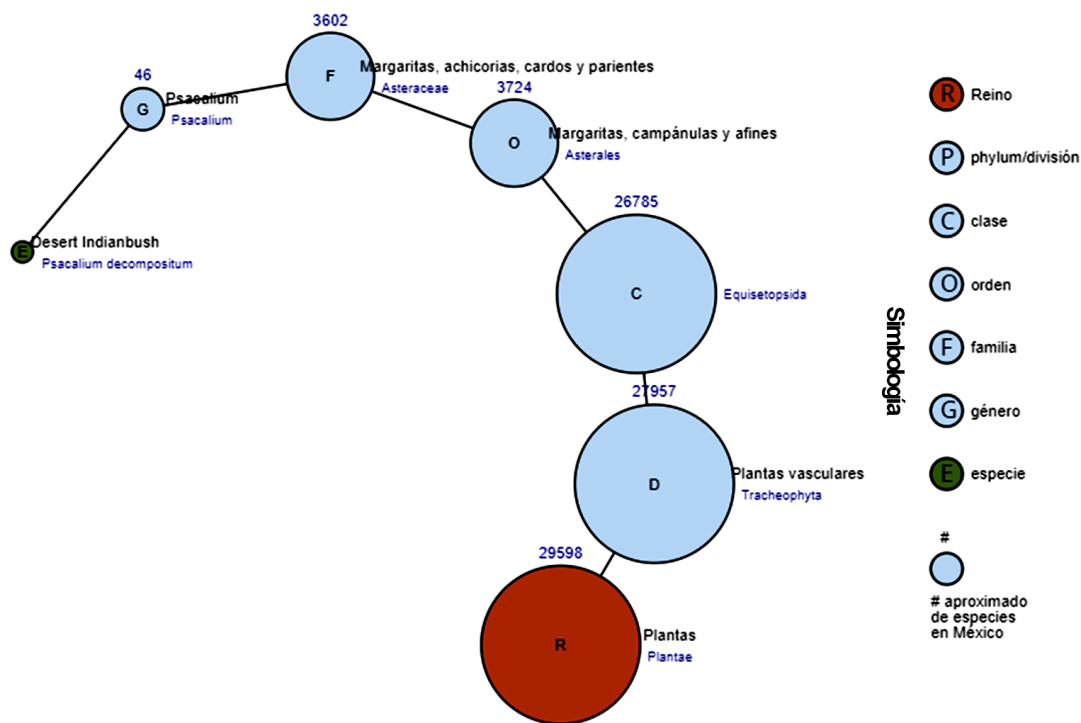 3602
F
Margaritas, achicorias, cardos y parientes
Asteraceae
46
G
Psacalium
Psacalium
3724
O
Margaritas, campánulas y afines
Asterales
E
Desert Indianbush
Psacalium decompositum
26785
C
Equisetopsida
27957
D
Plantas vasculares
Tracheophyta
29598
R
Plantas
Plantae
Simbología
R Reino
P phylum/división
C clase
O orden
F familia
G género
E especie
#
# aproximado
de especies
en México